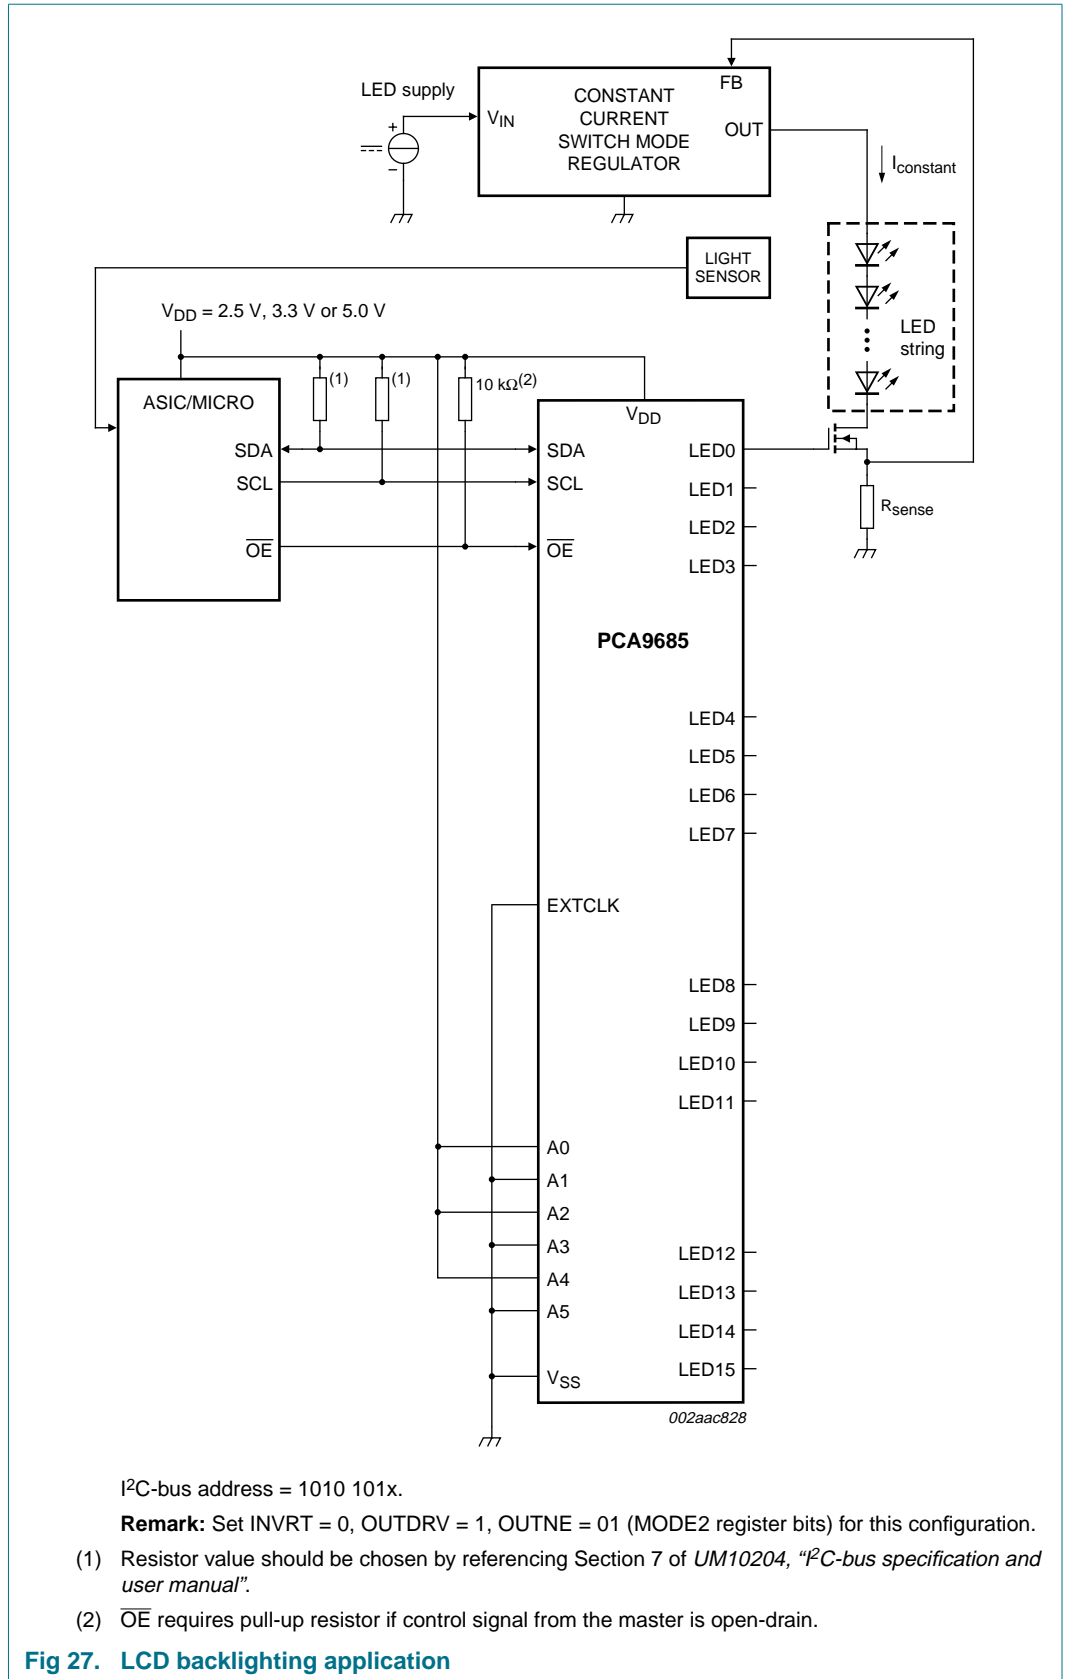 LED supply
+
−
VIN
CONSTANT
CURRENT
SWITCH MODE
REGULATOR
FB
OUT
Iconstant
LIGHT
SENSOR
LED
string
VDD = 2.5 V, 3.3 V or 5.0 V
(1)
(1)
10 kΩ(2)
ASIC/MICRO
SDA
SCL
OE
VDD
SDA
SCL
OE
LED0
LED1
LED2
LED3
Rsense
PCA9685
LED4
LED5
LED6
LED7
EXTCLK
LED8
LED9
LED10
LED11
A0
A1
A2
A3
A4
A5
VSS
LED12
LED13
LED14
LED15
002aac828
I2C-bus address = 1010 101x.
Remark: Set INVRT = 0, OUTDRV = 1, OUTNE = 01 (MODE2 register bits) for this configuration.
(1) Resistor value should be chosen by referencing Section 7 of UM10204, “I2C-bus specification and
user manual”.
(2) OE requires pull-up resistor if control signal from the master is open-drain.
Fig 27. LCD backlighting application